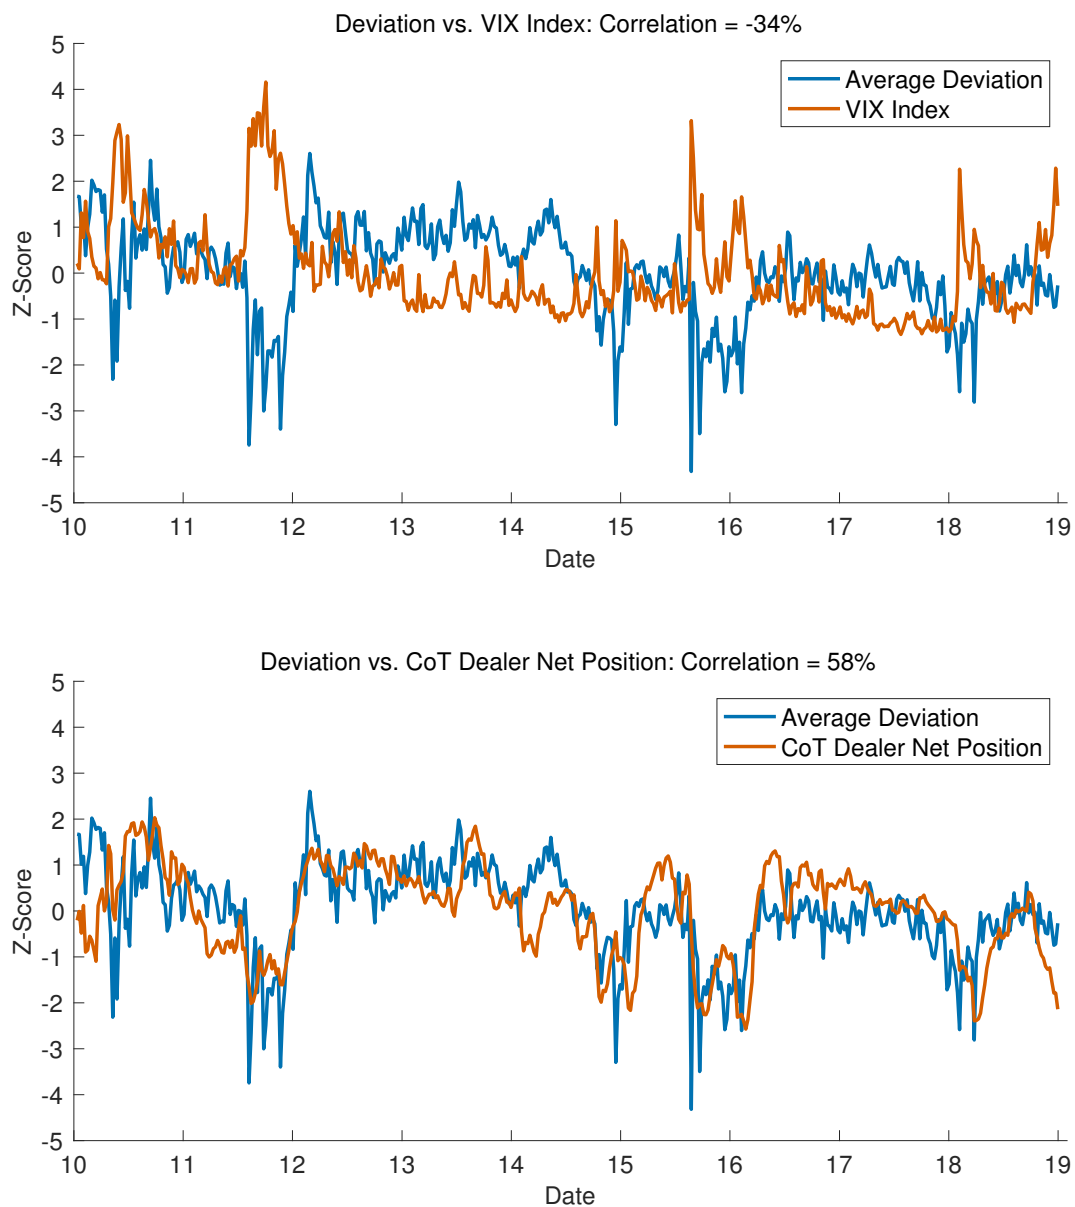 Deviation vs. VIX Index: Correlation = -34%
5
4
3
2
1
0
-1
-2
-3
-4
-5
Z-Score
Average Deviation
VIX Index
10 11 12 13 14 15 16 17 18 19
Date
Deviation vs. CoT Dealer Net Position: Correlation = 58%
5
4
3
2
1
0
-1
-2
-3
-4
-5
Z-Score
Average Deviation
CoT Dealer Net Position
10 11 12 13 14 15 16 17 18 19
Date